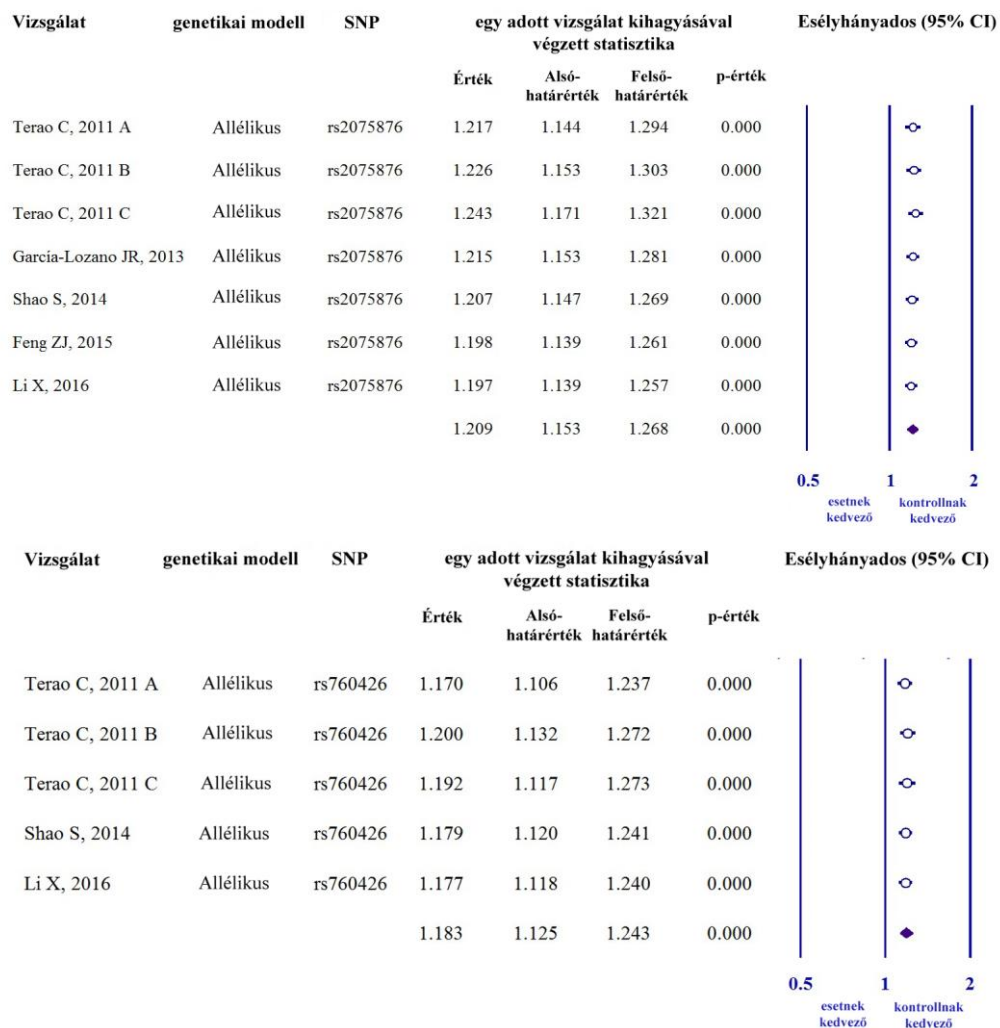 Vizsgálat genetikai modell SNP egy adott vizsgálat kihagyásával végzett statisztika Esélyhányados (95% CI)
Érték Alsó-határérték Felső-határérték p-érték
Terao C, 2011 A Allélikus rs2075876 1.217 1.144 1.294 0.000
Terao C, 2011 B Allélikus rs2075876 1.226 1.153 1.303 0.000
Terao C, 2011 C Allélikus rs2075876 1.243 1.171 1.321 0.000
García-Lozano JR, 2013 Allélikus rs2075876 1.215 1.153 1.281 0.000
Shao S, 2014 Allélikus rs2075876 1.207 1.147 1.269 0.000
Feng ZJ, 2015 Allélikus rs2075876 1.198 1.139 1.261 0.000
Li X, 2016 Allélikus rs2075876 1.197 1.139 1.257 0.000
1.209 1.153 1.268 0.000
0.5 1 2
esetnek kedvező kontrollnak kedvező
Vizsgálat genetikai modell SNP egy adott vizsgálat kihagyásával végzett statisztika Esélyhányados (95% CI)
Érték Alsó-határérték Felső-határérték p-érték
Terao C, 2011 A Allélikus rs760426 1.170 1.106 1.237 0.000
Terao C, 2011 B Allélikus rs760426 1.200 1.132 1.272 0.000
Terao C, 2011 C Allélikus rs760426 1.192 1.117 1.273 0.000
Shao S, 2014 Allélikus rs760426 1.179 1.120 1.241 0.000
Li X, 2016 Allélikus rs760426 1.177 1.118 1.240 0.000
1.183 1.125 1.243 0.000
0.5 1 2
esetnek kedvező kontrollnak kedvező